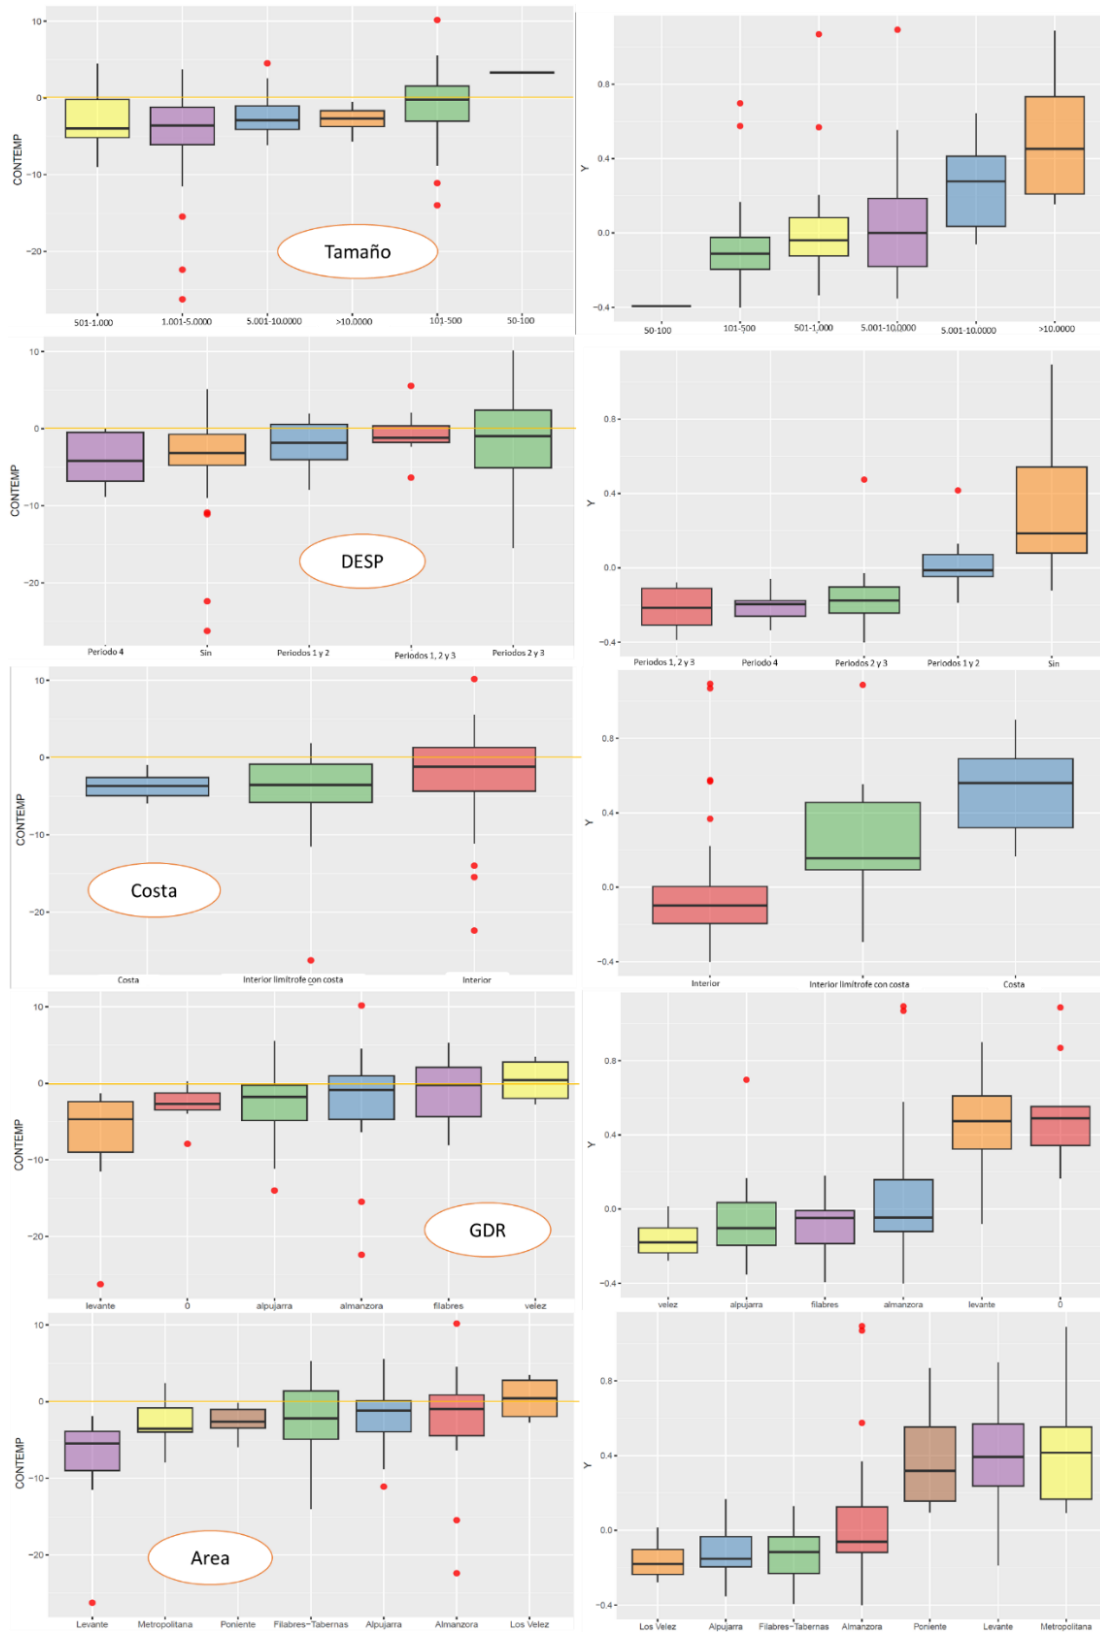 10
0
−10
−20
CONTEMP
Tamaño
501-1.000
1.001-5.0000
5.001-10.0000
>10.0000
101-500
50-100
0.8
0.4
0.0
−0.4
Y
50-100
101-500
501-1,000
5.001-10.0000
5.001-10.0000
>10.0000
10
0
−10
−20
CONTEMP
DESP
Periodo 4
Sin
Periodos 1 y 2
Periodos 1, 2 y 3
Periodos 2 y 3
0.8
0.4
0.0
−0.4
Y
Periodos 1, 2 y 3
Periodo 4
Periodos 2 y 3
Periodos 1 y 2
Sin
10
0
−10
−20
CONTEMP
Costa
Costa
Interior limítrofe con costa
Interior
0.8
0.4
0.0
−0.4
Y
Interior
Interior limítrofe con costa
Costa
10
0
−10
−20
CONTEMP
GDR
levante
0
alpujarra
almanzora
filabres
velez
0.8
0.4
0.0
−0.4
Y
velez
alpujarra
filabres
almanzora
levante
0
10
0
−10
−20
CONTEMP
Area
Levante
Metropolitana
Poniente
Filabres−Tabernas
Alpujarra
Almanzora
Los Velez
0.8
0.4
0.0
−0.4
Y
Los Velez
Alpujarra
Filabres−Tabernas
Almanzora
Poniente
Levante
Metropolitana